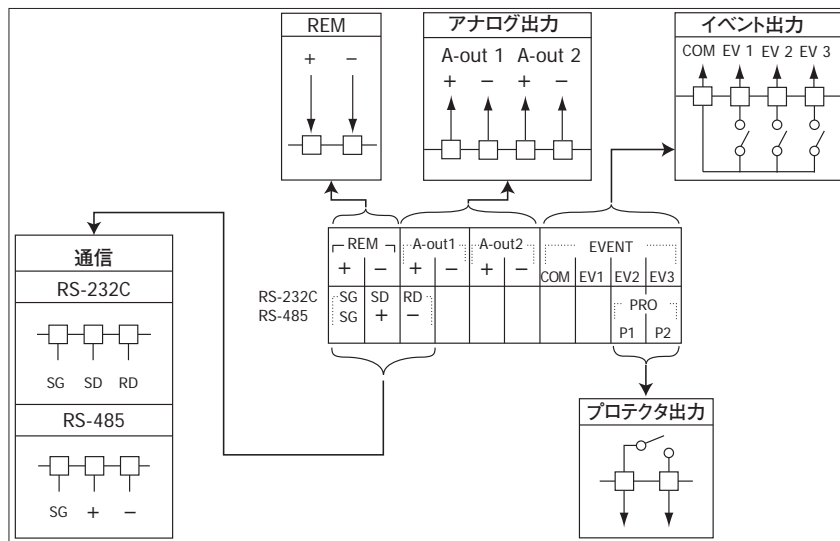 REM
+ −
アナログ出力
A-out 1 A-out 2
+ − + −
イベント出力
COM EV 1 EV 2 EV 3
通信
RS-232C
SG SD RD
RS-485
SG + −
REM A-out1 A-out2 EVENT
+ − + − + − COM EV1 EV2 EV3
RS-232C SG SD RD PRO
RS-485 SG + − P1 P2
プロテクタ出力